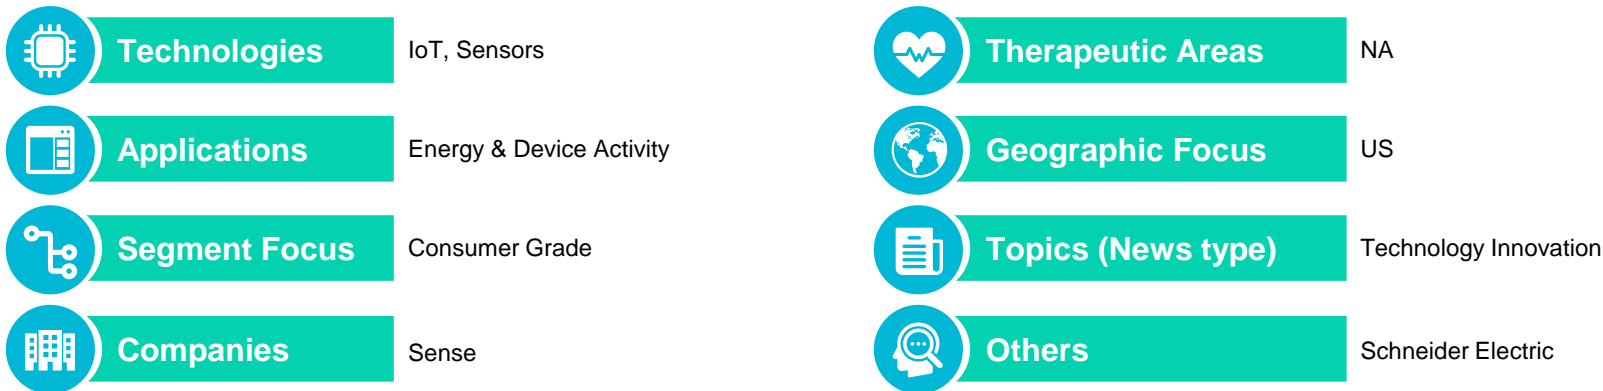 Technologies
IoT, Sensors
Applications
Energy & Device Activity
Segment Focus
Consumer Grade
Companies
Sense
Therapeutic Areas
NA
Geographic Focus
US
Topics (News type)
Technology Innovation
Others
Schneider Electric